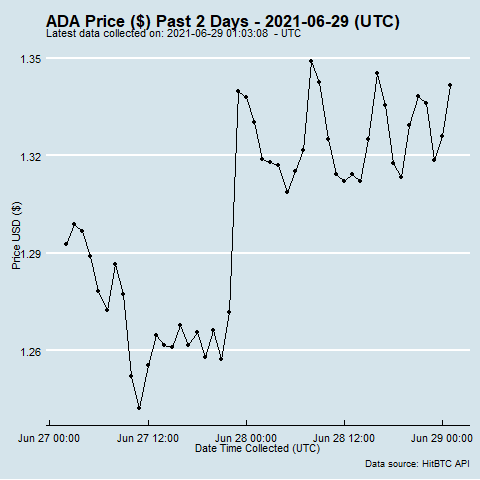 ADA Price ($) Past 2 Days - 2021-06-29 (UTC)
Latest data collected on: 2021-06-29 01:03:08 - UTC
1.35
1.32
1.29
1.26
Price USD ($)
Jun 27 00:00 Jun 27 12:00 Jun 28 00:00 Jun 28 12:00 Jun 29 00:00
Date Time Collected (UTC)
Data source: HitBTC API